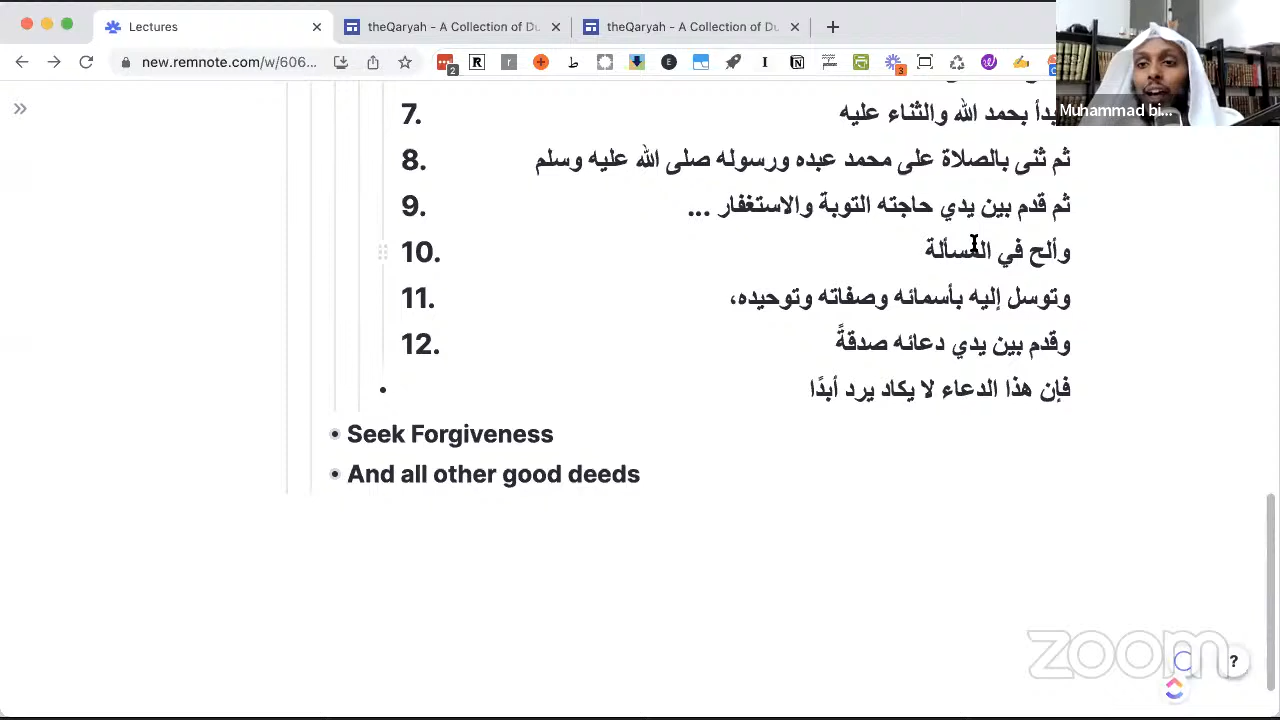 Lectures
theQaryah - A Collection of Du
theQaryah - A Collection of Du
ner.remnote.com/w/606...
Muhammad bi...
7. بدأ بحمد الله والثناء عليه
8. ثم ثنى بالصلاة على محمد عبده ورسوله صلى الله عليه وسلم
9. ثم قدم بين يدي حاجته التوبة والاستغفار ...
10. وألح في المسألة
11. وتوسل إليه بأسمائه وصفاته وتوحيده،
12. وقدم بين يدي دعائه صدقةً
• فإن هذا الدعاء لا يكاد يرد أبدًا
• Seek Forgiveness
• And all other good deeds
zoom
?